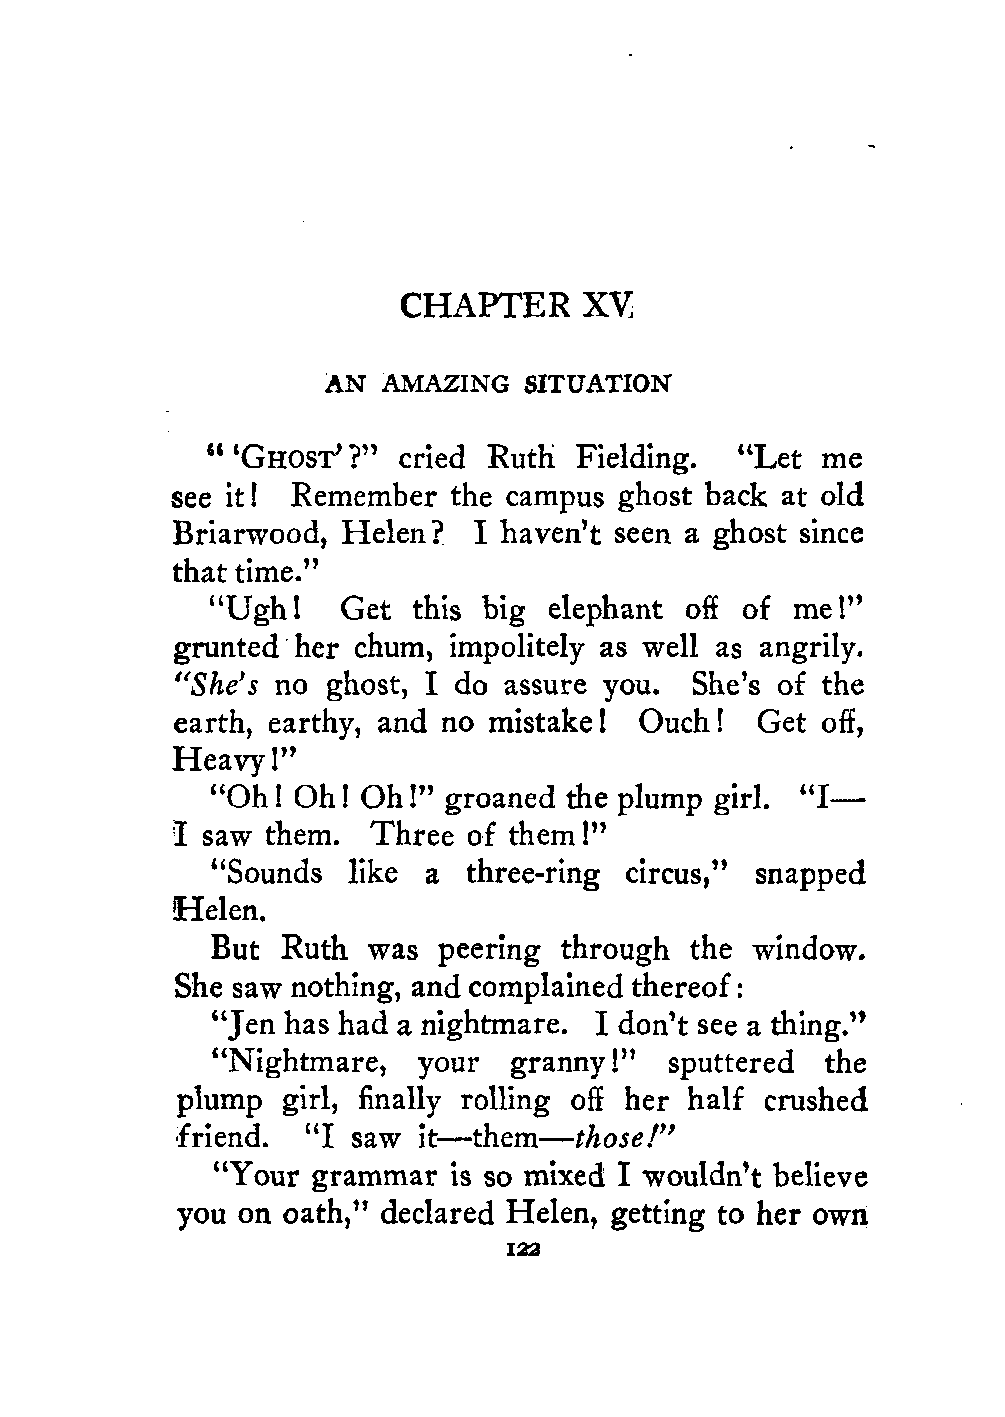 CHAPTER XV
AN AMAZING SITUATION
“ ‘GHOST’?” cried Ruth Fielding. “Let me
see it! Remember the campus ghost back at old
Briarwood, Helen? I haven’t seen a ghost since
that time.”
“Ugh! Get this big elephant off of me!”
grunted her chum, impolitely as well as angrily.
“She’s no ghost, I do assure you. She’s of the
earth, earthy, and no mistake! Ouch! Get off,
Heavy!”
“Oh! Oh! Oh!” groaned the plump girl. “I—
I saw them. Three of them!”
“Sounds like a three-ring circus,” snapped
Helen.
But Ruth was peering through the window.
She saw nothing, and complained thereof:
“Jen has had a nightmare. I don’t see a thing.”
“Nightmare, your granny!” sputtered the
plump girl, finally rolling off her half crushed
friend. “I saw it—them—those!”
“Your grammar is so mixed I wouldn’t believe
you on oath,” declared Helen, getting to her own
122